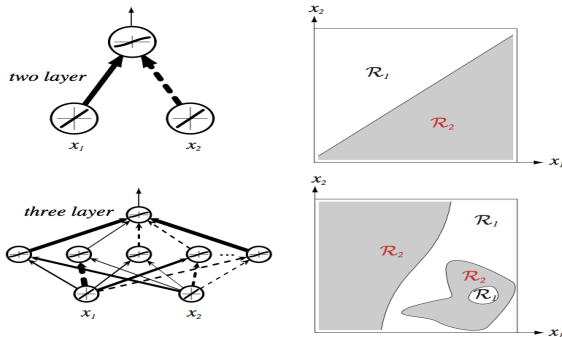 x₂
R₁
two layer
R₂
x₁
x₂
x₁
x₂
three layer
R₁
R₂
R₂
R₁
...
x₁
x₂
x₁